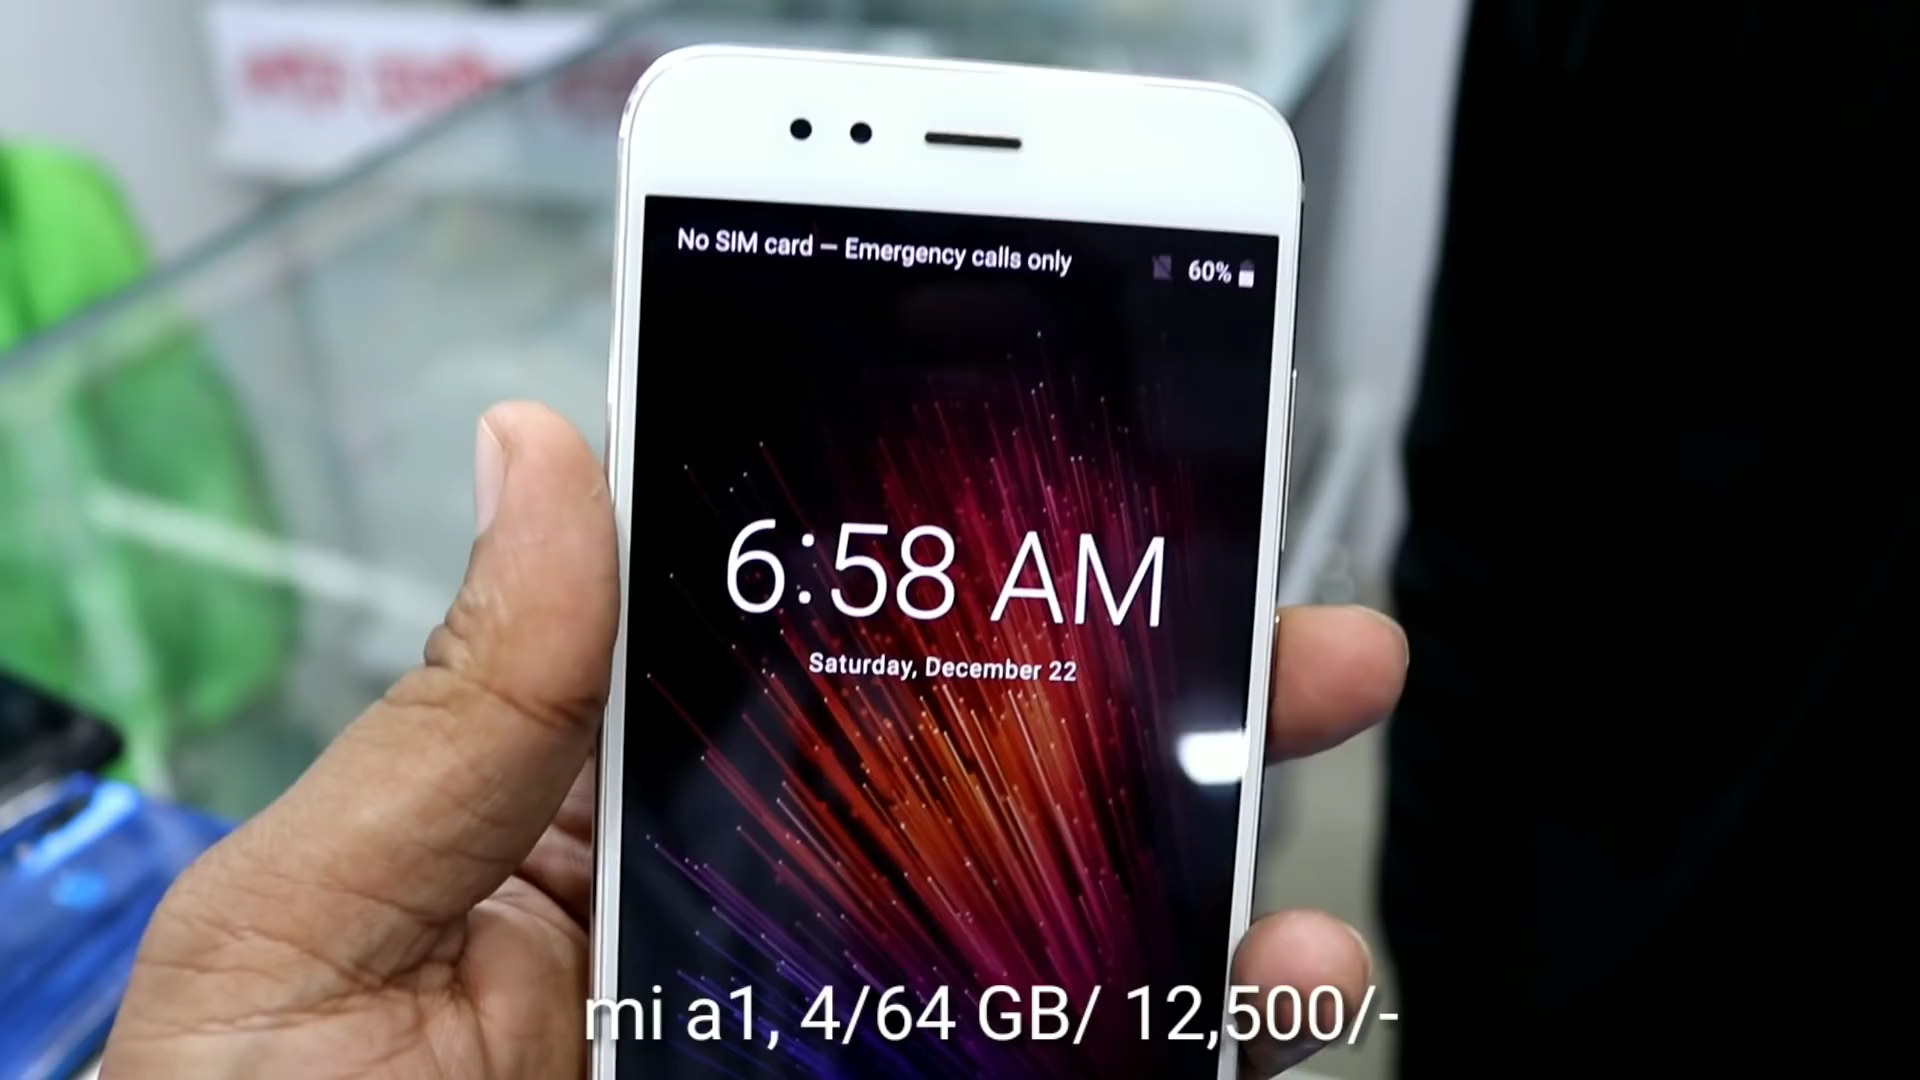 No SIM card — Emergency calls only 60%
6:58 AM
Saturday, December 22
mi a1, 4/64 GB/ 12,500/-